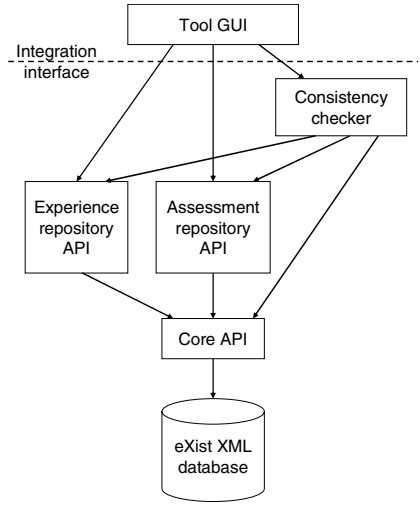 Tool GUI
Integration
interface
Consistency
checker
Experience
repository
API
Assessment
repository
API
Core API
eXist XML
database